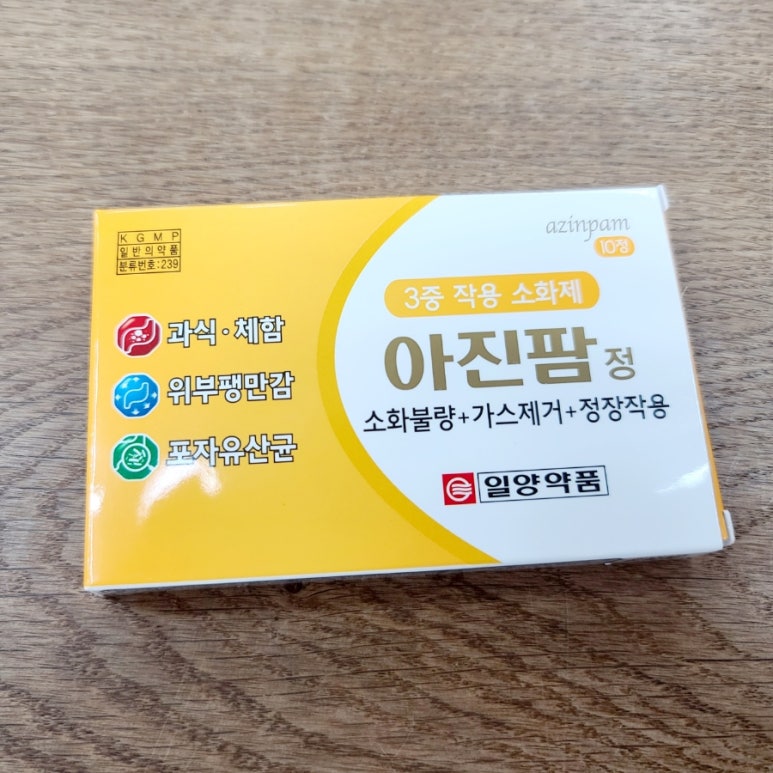 KGMP
일반의약품
분류번호:239
과식·체함
위부팽만감
포자유산균
azinpam
10정
3중 작용 소화제
아진팜 정
소화불량+가스제거+정장작용
일양약품